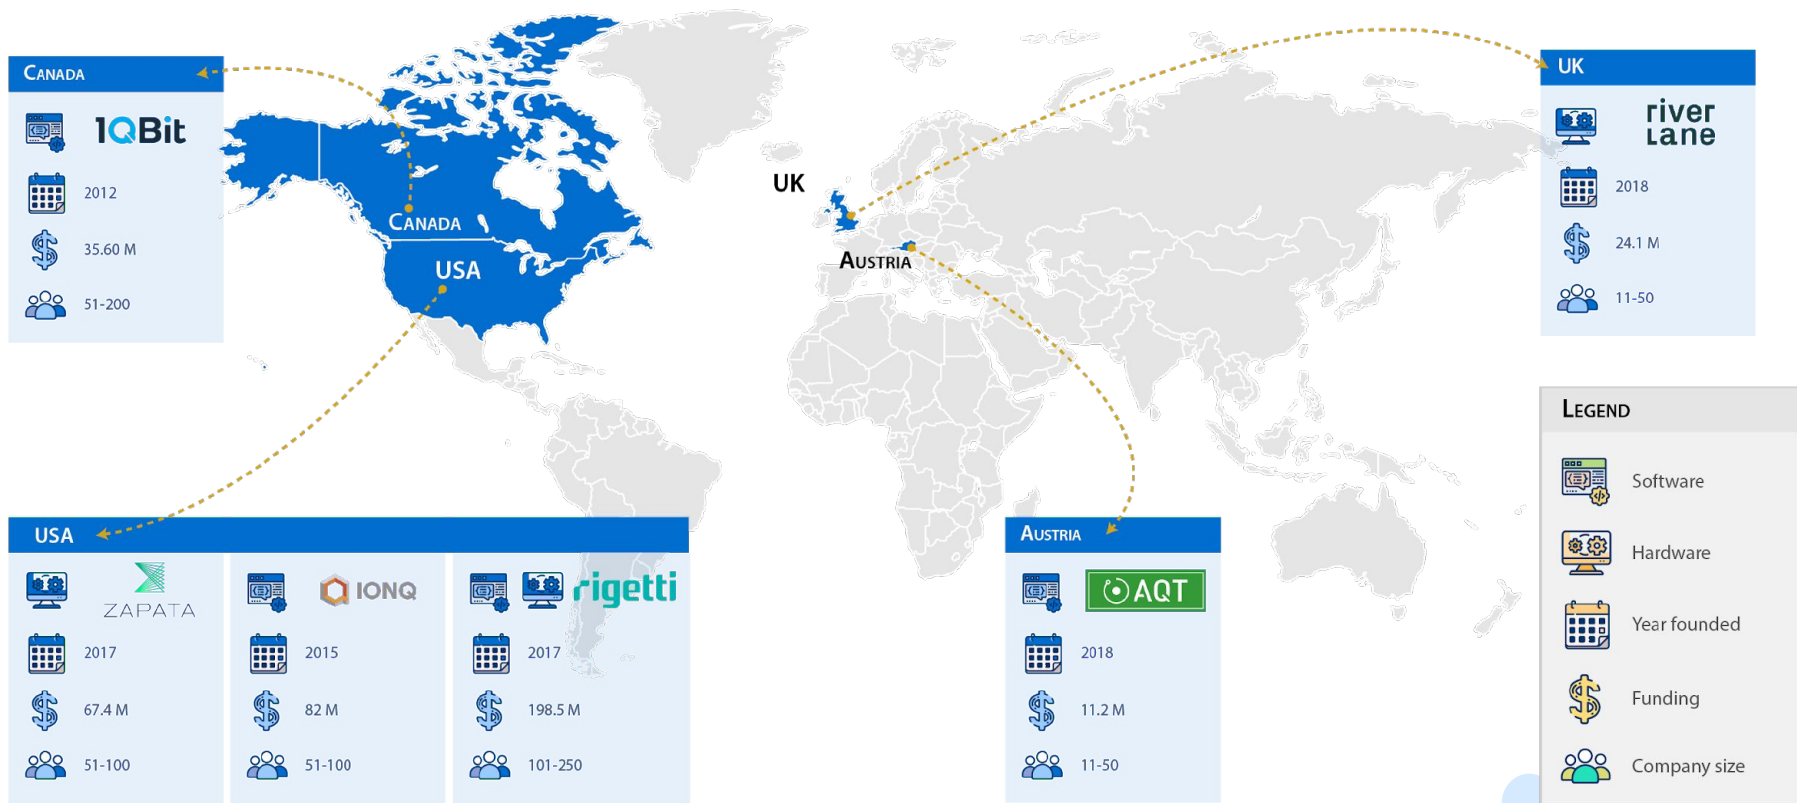 CANADA
1QBit
2012
35.60 M
51-200
UK
river
Lane
2018
24.1 M
11-50
UK
CANADA
USA
AUSTRIA
LEGEND
Software
Hardware
Year founded
Funding
Company size
USA
ZAPATA
2017
67.4 M
51-100
IONQ
2015
82 M
51-100
rigetti
2017
198.5 M
101-250
AUSTRIA
AQT
2018
11.2 M
11-50